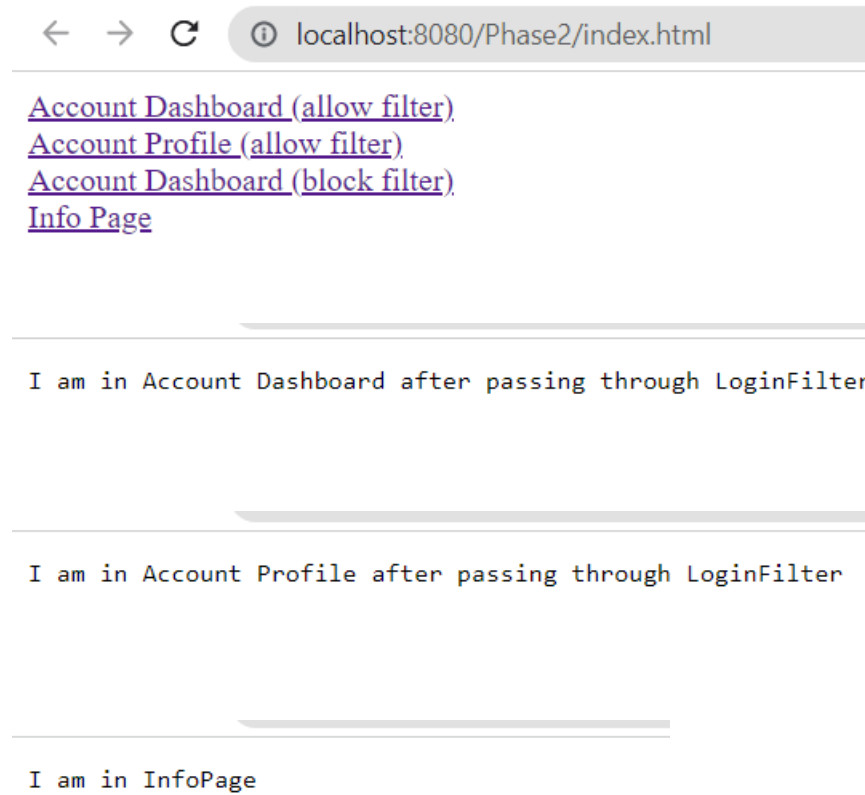 localhost:8080/Phase2/index.html
Account Dashboard (allow filter)
Account Profile (allow filter)
Account Dashboard (block filter)
Info Page
I am in Account Dashboard after passing through LoginFilter
I am in Account Profile after passing through LoginFilter
I am in InfoPage